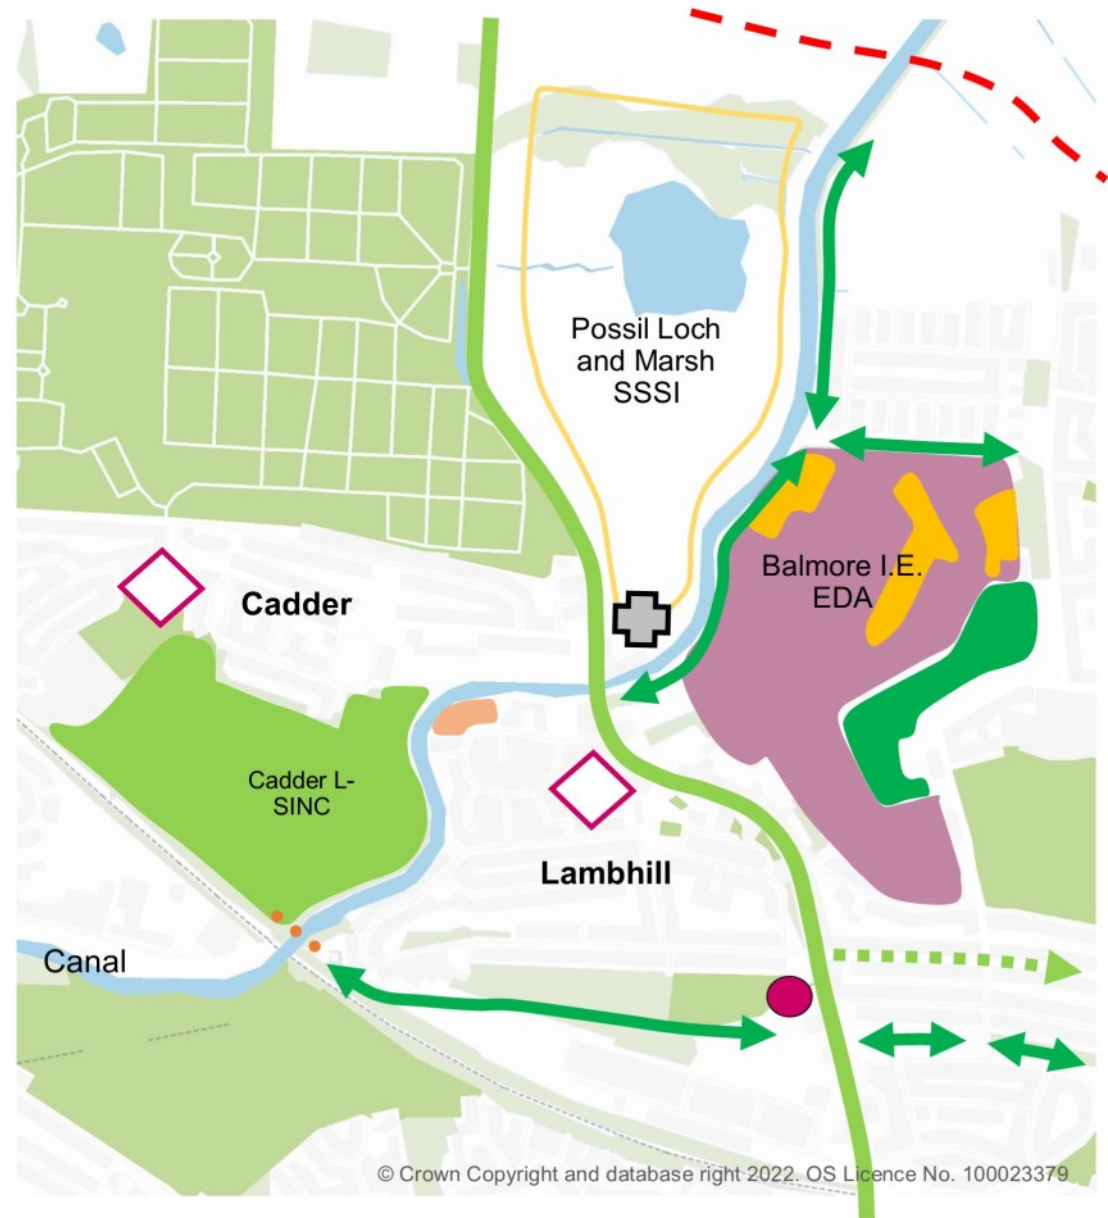 Possil Loch
and Marsh
SSSI
Balmore I.E.
EDA
Cadder
Cadder L-
SINC
Lambhill
Canal
© Crown Copyright and database right 2022. OS Licence No. 100023379